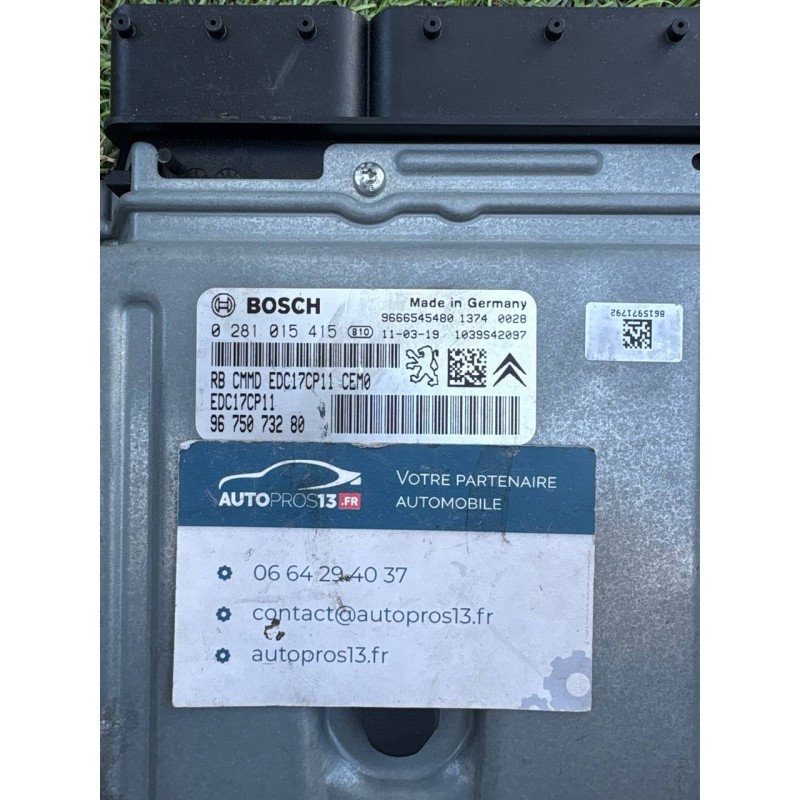 BOSCH
Made in Germany
9666545480 1374 0028
0 281 015 415 810 11-03-19 1039S42097
RB CMMD EDC17CP11 CEM0
EDC17CP11
96 750 732 80
8615971792
AUTOPROS13.FR
VOTRE PARTENAIRE
AUTOMOBILE
06 64 29 40 37
contact@autopros13.fr
autopros13.fr